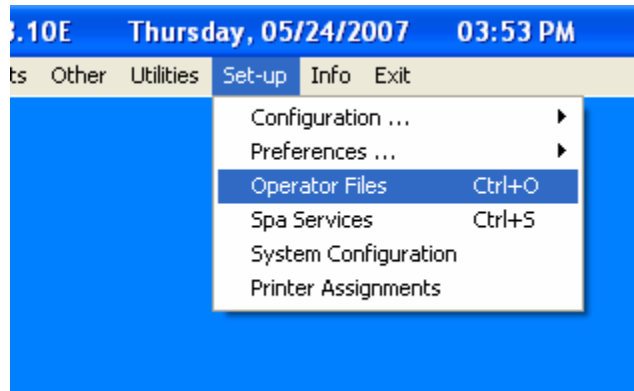 .10E Thursday, 05/24/2007 03:53 PM
ts Other Utilities Set-up Info Exit
Configuration ...
Preferences ...
Operator Files Ctrl+O
Spa Services Ctrl+S
System Configuration
Printer Assignments